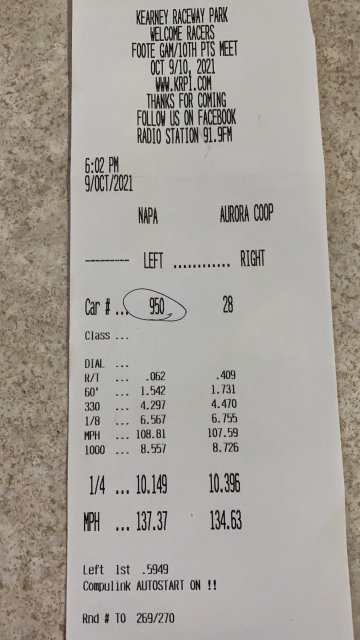 KEARNEY RACEWAY PARK
WELCOME RACERS
FOOTE GAM/10TH PTS MEET
OCT 9/10, 2021
WWW.KRP1.COM
THANKS FOR COMING
FOLLOW US ON FACEBOOK
RADIO STATION 91.9FM
6:02 PM
9/OCT/2021
NAPA AURORA COOP
--------- LEFT ............ RIGHT
Car # ... 950 28
Class ...
DIAL ...
R/T ... .062 .409
60' ... 1.542 1.731
330 ... 4.297 4.470
1/8 ... 6.567 6.755
MPH ... 108.81 107.59
1000 ... 8.557 8.726
1/4 ... 10.149 10.396
MPH ... 137.37 134.63
Left 1st .5949
Compulink AUTOSTART ON !!
Rnd # TO 269/270